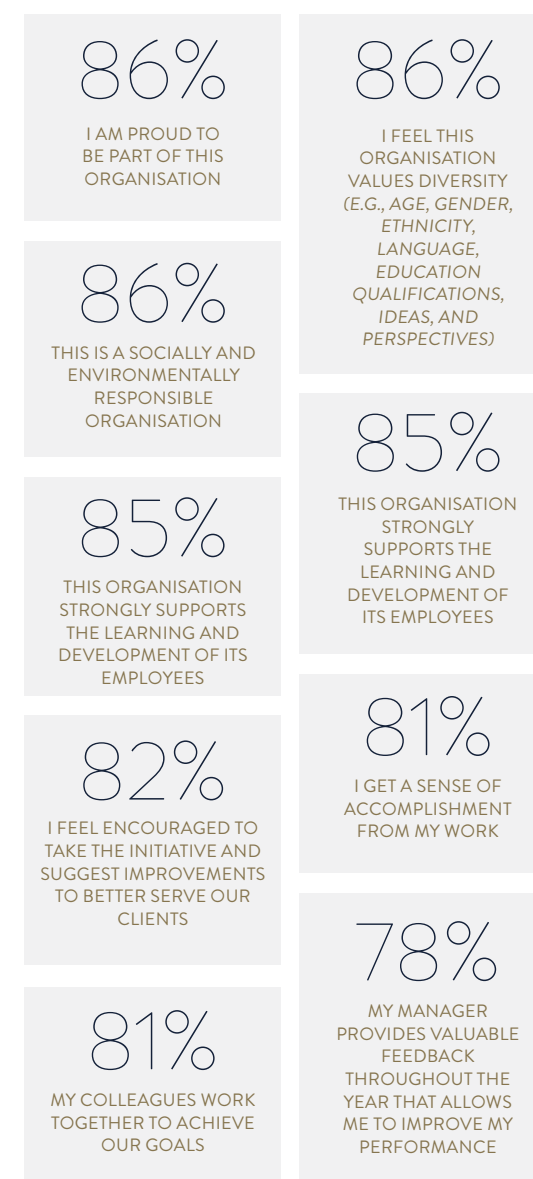 86%
I AM PROUD TO
BE PART OF THIS
ORGANISATION
86%
THIS IS A SOCIALLY AND
ENVIRONMENTALLY
RESPONSIBLE
ORGANISATION
85%
THIS ORGANISATION
STRONGLY SUPPORTS
THE LEARNING AND
DEVELOPMENT OF ITS
EMPLOYEES
82%
I FEEL ENCOURAGED TO
TAKE THE INITIATIVE AND
SUGGEST IMPROVEMENTS
TO BETTER SERVE OUR
CLIENTS
81%
MY COLLEAGUES WORK
TOGETHER TO ACHIEVE
OUR GOALS
86%
I FEEL THIS
ORGANISATION
VALUES DIVERSITY
(E.G., AGE, GENDER,
ETHNICITY,
LANGUAGE,
EDUCATION
QUALIFICATIONS,
IDEAS, AND
PERSPECTIVES)
85%
THIS ORGANISATION
STRONGLY
SUPPORTS THE
LEARNING AND
DEVELOPMENT OF
ITS EMPLOYEES
81%
I GET A SENSE OF
ACCOMPLISHMENT
FROM MY WORK
78%
MY MANAGER
PROVIDES VALUABLE
FEEDBACK
THROUGHOUT THE
YEAR THAT ALLOWS
ME TO IMPROVE MY
PERFORMANCE